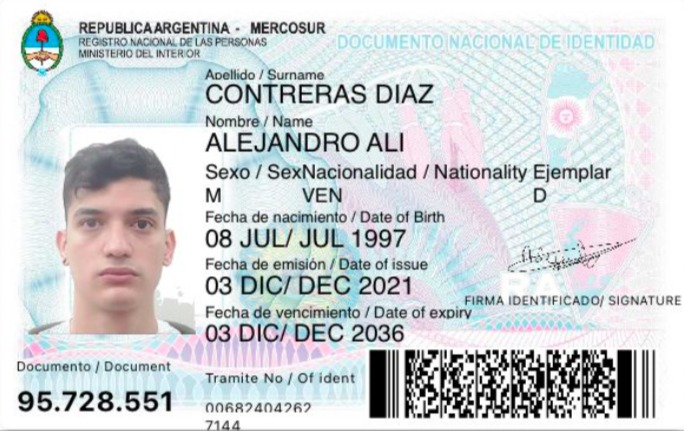 REPUBLICA ARGENTINA - MERCOSUR
REGISTRO NACIONAL DE LAS PERSONAS
MINISTERIO DEL INTERIOR
DOCUMENTO NACIONAL DE IDENTIDAD
Apellido / Surname
CONTRERAS DIAZ
Nombre / Name
ALEJANDRO ALI
Sexo / SexNacionalidad / Nationality Ejemplar
M VEN D
Fecha de nacimiento / Date of Birth
08 JUL/ JUL 1997
Fecha de emisión / Date of issue
03 DIC/ DEC 2021
RA
FIRMA IDENTIFICADO/ SIGNATURE
Fecha de vencimiento / Date of expiry
03 DIC/ DEC 2036
Documento / Document
95.728.551
Tramite No / Of ident
00682404262
7144